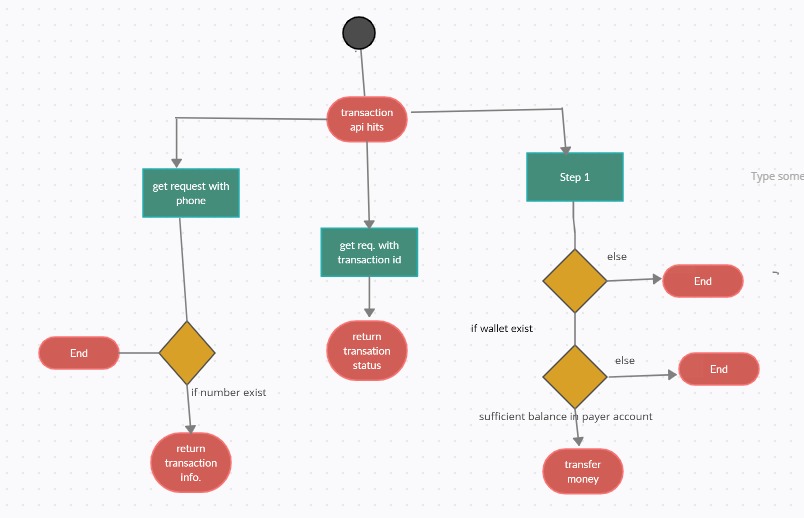 transaction
api hits
get request with
phone
Step 1
Type some
get req. with
transaction id
else
End
if wallet exist
return
transation
status
End
else
End
if number exist
sufficient balance in payer account
return
transaction
info.
transfer
money